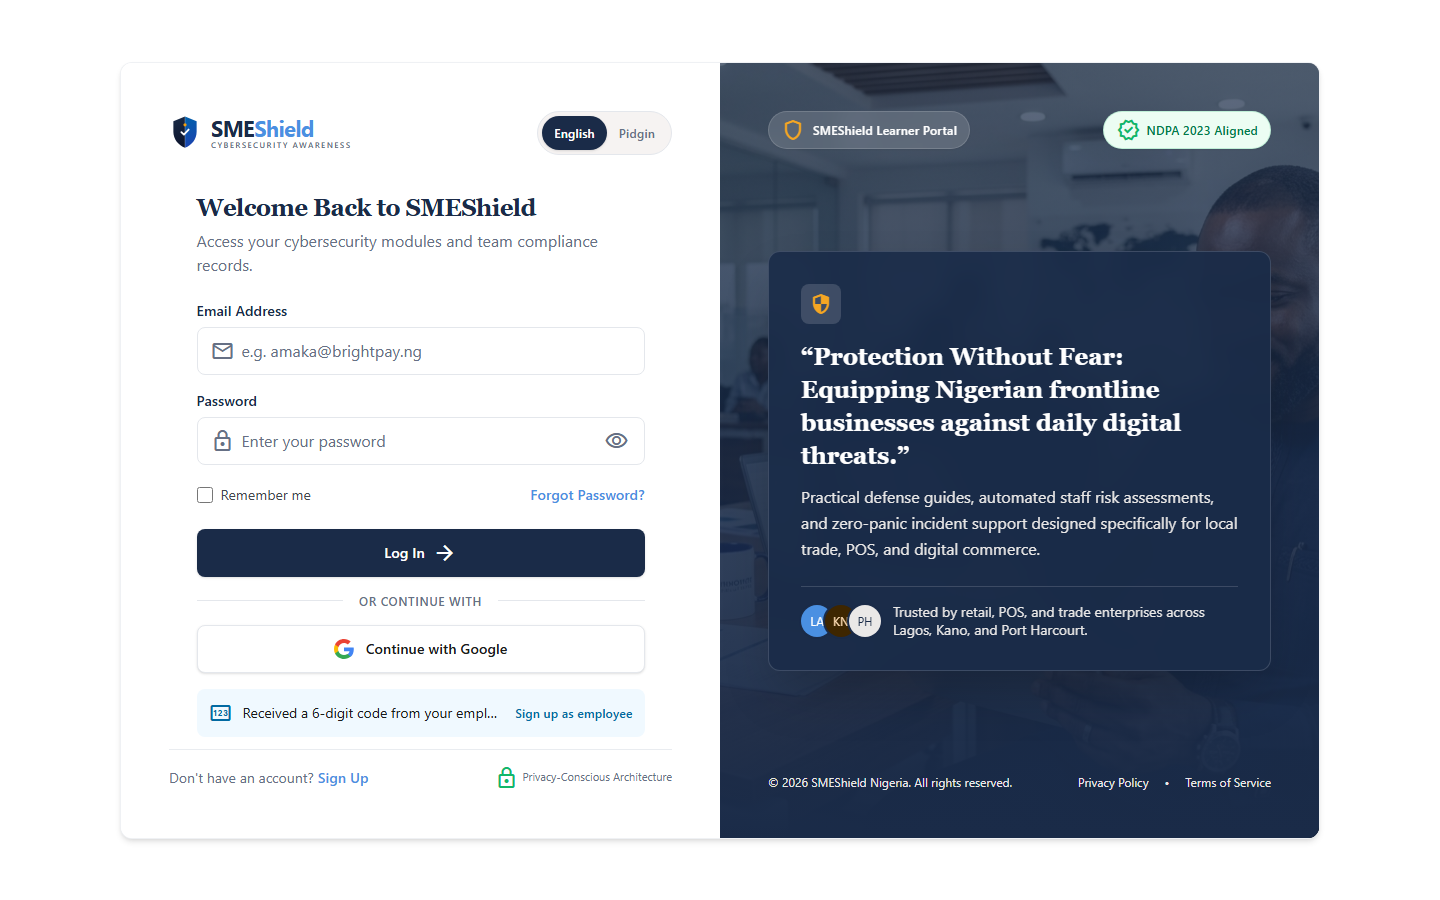 SMEShield
CYBERSECURITY AWARENESS
English
Pidgin
Welcome Back to SMEShield
Access your cybersecurity modules and team compliance
records.
Email Address
e.g. amaka@brightpay.ng
Password
Enter your password
Remember me
Forgot Password?
Log In
OR CONTINUE WITH
Continue with Google
123
Received a 6-digit code from your empl...
Sign up as employee
Don't have an account? Sign Up
Privacy-Conscious Architecture
SMEShield Learner Portal
NDPA 2023 Aligned
“Protection Without Fear:
Equipping Nigerian frontline
businesses against daily digital
threats.”
Practical defense guides, automated staff risk assessments,
and zero-panic incident support designed specifically for local
trade, POS, and digital commerce.
LA
KN
PH
Trusted by retail, POS, and trade enterprises across
Lagos, Kano, and Port Harcourt.
© 2026 SMEShield Nigeria. All rights reserved.
Privacy Policy • Terms of Service